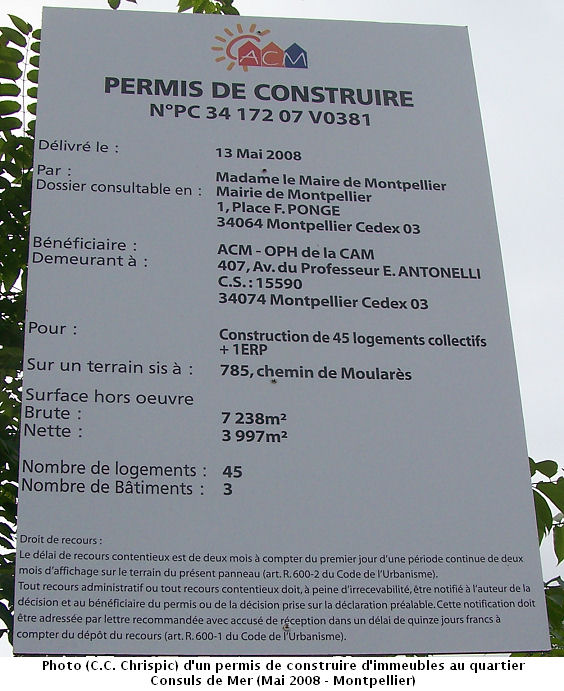 ACM
PERMIS DE CONSTRUIRE
N°PC 34 172 07 V0381
Délivré le : 13 Mai 2008
Par : Madame le Maire de Montpellier
Dossier consultable en : Mairie de Montpellier
1, Place F. PONGE
34064 Montpellier Cedex 03
Bénéficiaire : ACM - OPH de la CAM
Demeurant à : 407, Av. du Professeur E. ANTONELLI
C.S. : 15590
34074 Montpellier Cedex 03
Pour : Construction de 45 logements collectifs
+ 1ERP
Sur un terrain sis à : 785, chemin de Moularès
Surface hors oeuvre
Brute : 7 238m²
Nette : 3 997m²
Nombre de logements : 45
Nombre de Bâtiments : 3
Droit de recours :
Le délai de recours contentieux est de deux mois à compter du premier jour d'une période continue de deux
mois d'affichage sur le terrain du présent panneau (art. R. 600-2 du Code de l'Urbanisme).
Tout recours administratif ou tout recours contentieux doit, à peine d'irrecevabilité, être notifié à l'auteur de la
décision et au bénéficiaire du permis ou de la décision prise sur la déclaration préalable. Cette notification doit
être adressée par lettre recommandée avec accusé de réception dans un délai de quinze jours francs à
compter du dépôt du recours (art. R. 600-1 du Code de l'Urbanisme).
Photo (C.C. Chrispic) d'un permis de construire d'immeubles au quartier
Consuls de Mer (Mai 2008 - Montpellier)